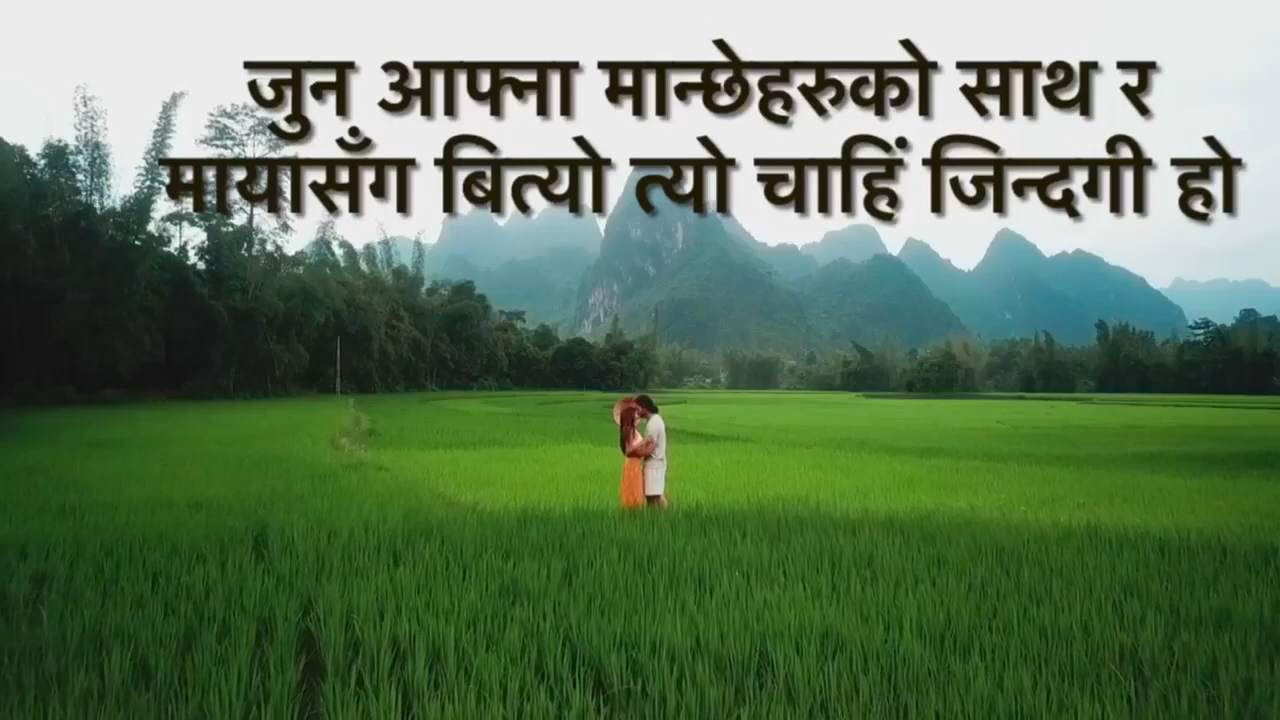 जुन आफ्ना मान्छेहरुको साथ र
मायासँग बित्यो त्यो चाहिं जिन्दगी हो